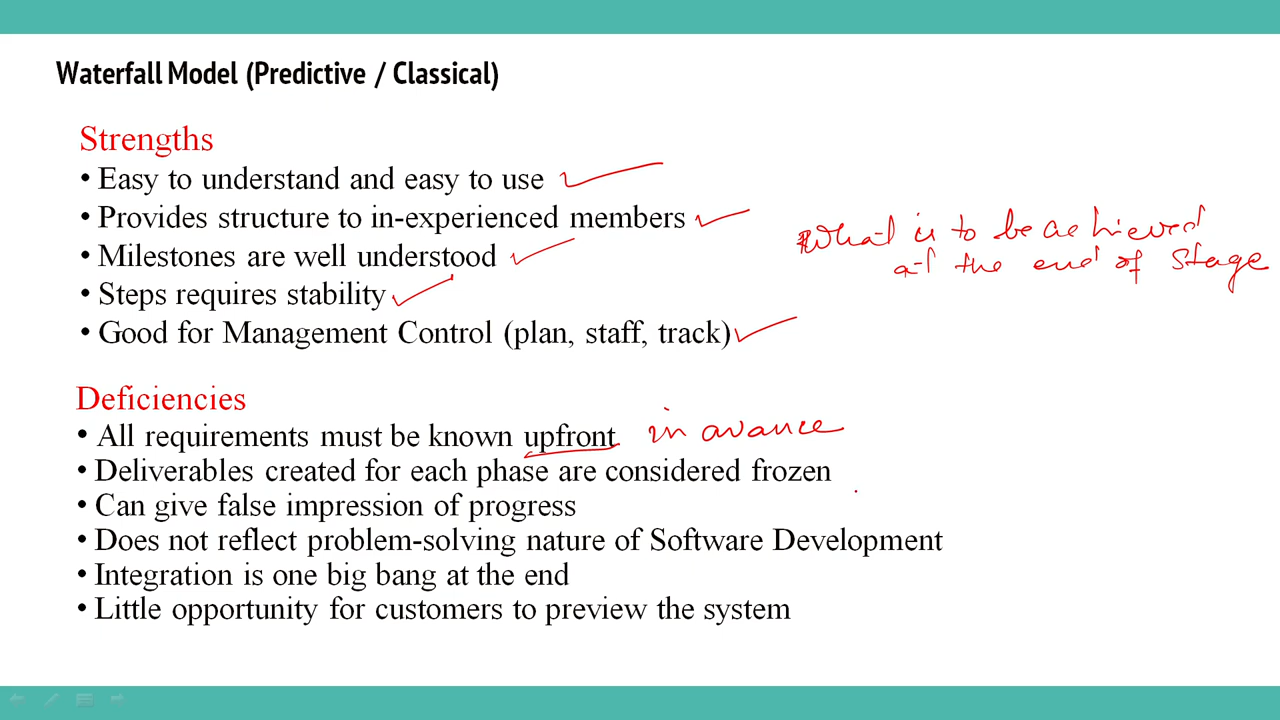 Waterfall Model (Predictive / Classical)
Strengths
• Easy to understand and easy to use
• Provides structure to in-experienced members
• Milestones are well understood
• Steps requires stability
• Good for Management Control (plan, staff, track)
What is to be achieved
at the end of stage
Deficiencies
• All requirements must be known upfront in avance
• Deliverables created for each phase are considered frozen
• Can give false impression of progress
• Does not reflect problem-solving nature of Software Development
• Integration is one big bang at the end
• Little opportunity for customers to preview the system